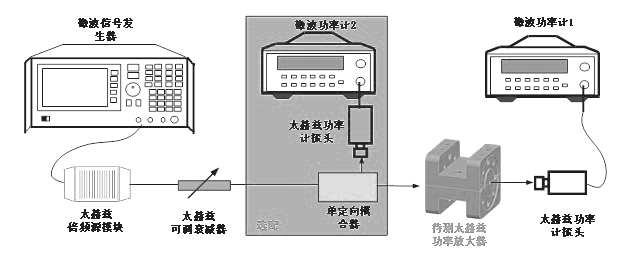 微波信号发
生器
微波功率计2
微波功率计1
太赫兹功率
计探头
太赫兹
倍频源模块
太赫兹
可调衰减器
选配
单定向耦
合器
待测太赫兹
功率放大器
太赫兹功率
计探头